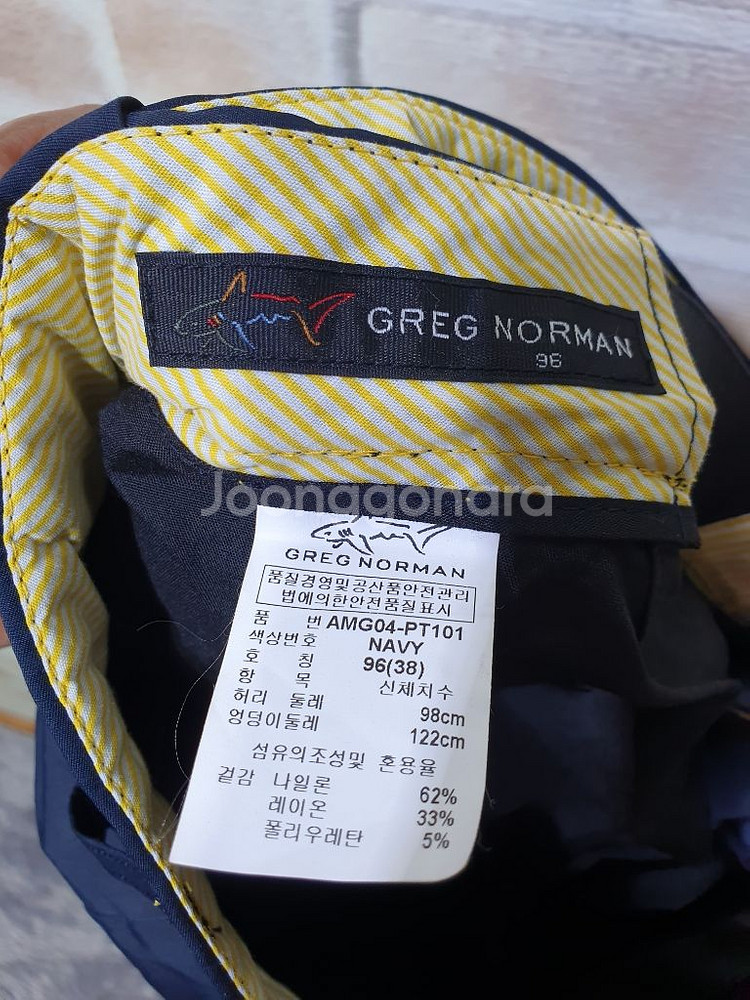 GREG NORMAN
96
Joonggonara
GREG NORMAN
품질경영및공산품안전관리
법에의한안전품질표시
품 번 AMG04-PT101
색상번호 NAVY
호 칭 96(38)
항 목 신체치수
허리 둘레 98cm
엉덩이둘레 122cm
섬유의조성및 혼용율
겉감 나일론 62%
레이온 33%
폴리우레탄 5%